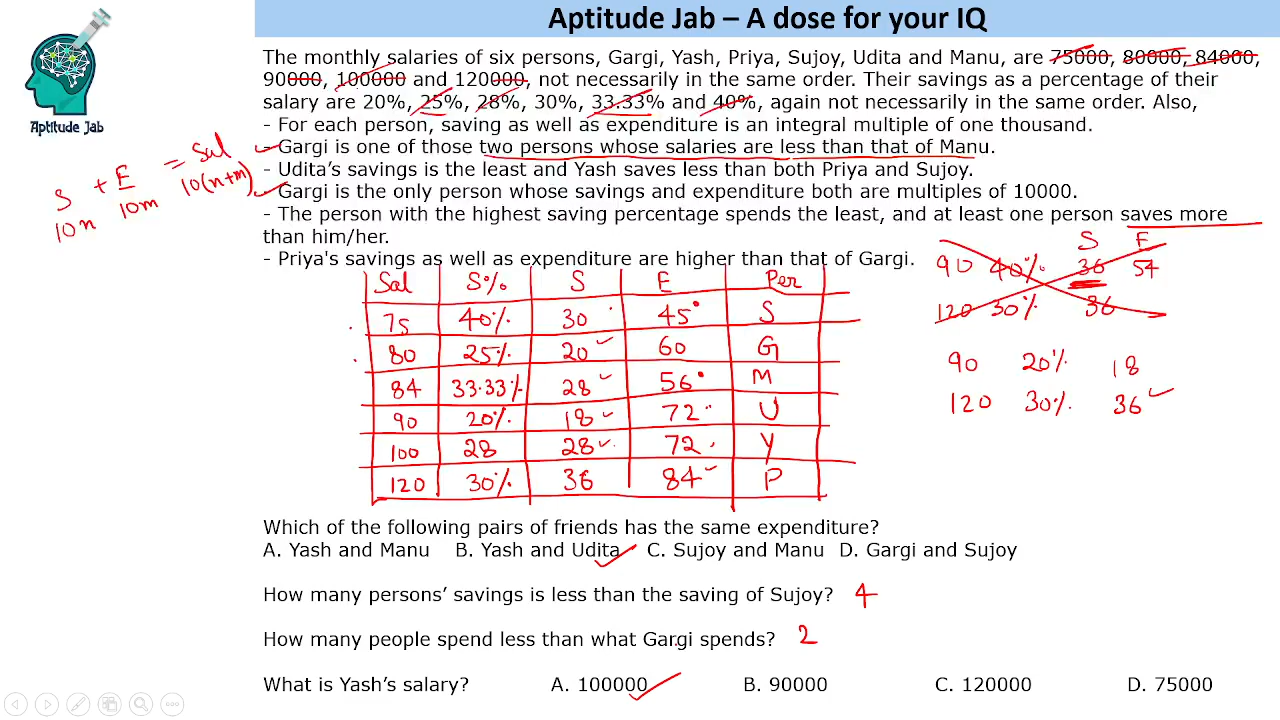 Aptitude Jab – A dose for your IQ
Aptitude Jab
The monthly salaries of six persons, Gargi, Yash, Priya, Sujoy, Udita and Manu, are 75000, 80000, 84000,
90000, 100000 and 120000, not necessarily in the same order. Their savings as a percentage of their
salary are 20%, 25%, 28%, 30%, 33.33% and 40%, again not necessarily in the same order. Also,
- For each person, saving as well as expenditure is an integral multiple of one thousand.
- Gargi is one of those two persons whose salaries are less than that of Manu.
- Udita's savings is the least and Yash saves less than both Priya and Sujoy.
- Gargi is the only person whose savings and expenditure both are multiples of 10000.
- The person with the highest saving percentage spends the least, and at least one person saves more
than him/her.
- Priya's savings as well as expenditure are higher than that of Gargi.
S + E = Sal
10n 10m 10(n+m)
S E
90 40% 36 54
120 30% 36
90 20% 18
120 30% 36
Sal S% S E Per
75 40% 30 45 S
80 25% 20 60 G
84 33.33% 28 56 M
90 20% 18 72 U
100 28 28 72 Y
120 30% 36 84 P
Which of the following pairs of friends has the same expenditure?
A. Yash and Manu B. Yash and Udita C. Sujoy and Manu D. Gargi and Sujoy
How many persons' savings is less than the saving of Sujoy? 4
How many people spend less than what Gargi spends? 2
What is Yash's salary? A. 100000 B. 90000 C. 120000 D. 75000